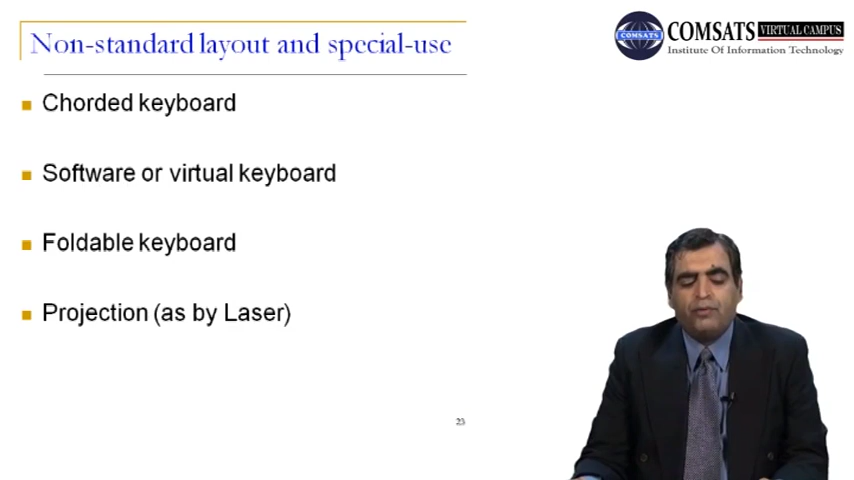 Non-standard layout and special-use
COMSATS
COMSATS VIRTUAL CAMPUS
Institute Of Information Technology
Chorded keyboard
Software or virtual keyboard
Foldable keyboard
Projection (as by Laser)
23